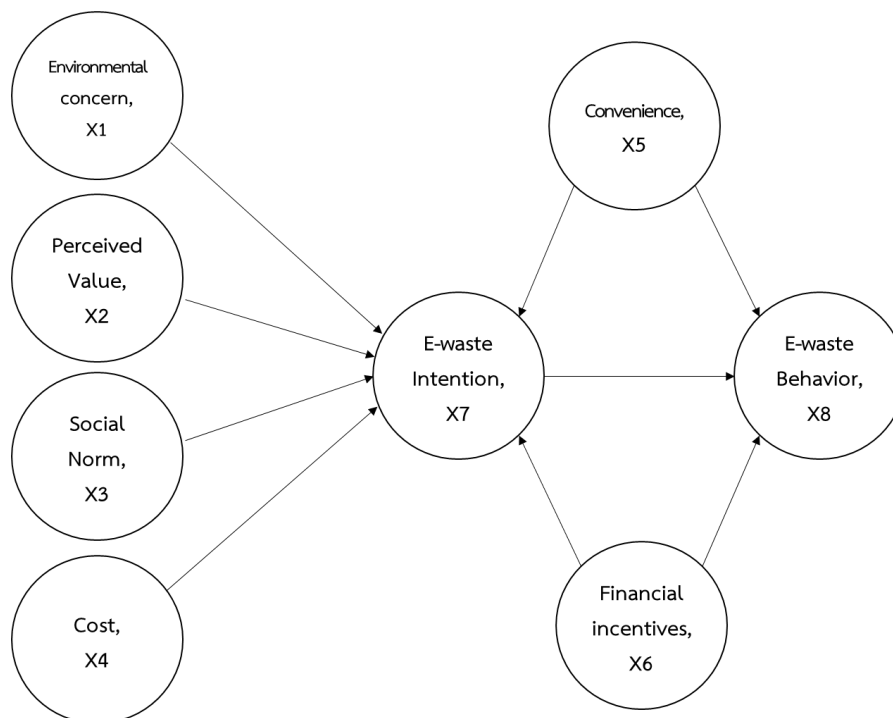 Environmental
concern,
X1
Perceived
Value,
X2
Social
Norm,
X3
Cost,
X4
E-waste
Intention,
X7
Convenience,
X5
Financial
incentives,
X6
E-waste
Behavior,
X8